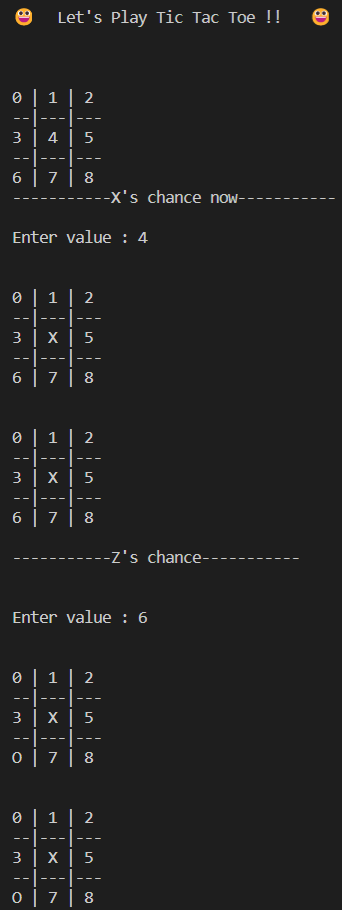 😀 Let's Play Tic Tac Toe !! 😀
0 | 1 | 2
--|---|---
3 | 4 | 5
--|---|---
6 | 7 | 8
-----------X's chance now-----------
Enter value : 4
0 | 1 | 2
--|---|---
3 | X | 5
--|---|---
6 | 7 | 8
0 | 1 | 2
--|---|---
3 | X | 5
--|---|---
6 | 7 | 8
-----------Z's chance-----------
Enter value : 6
0 | 1 | 2
--|---|---
3 | X | 5
--|---|---
O | 7 | 8
0 | 1 | 2
--|---|---
3 | X | 5
--|---|---
O | 7 | 8